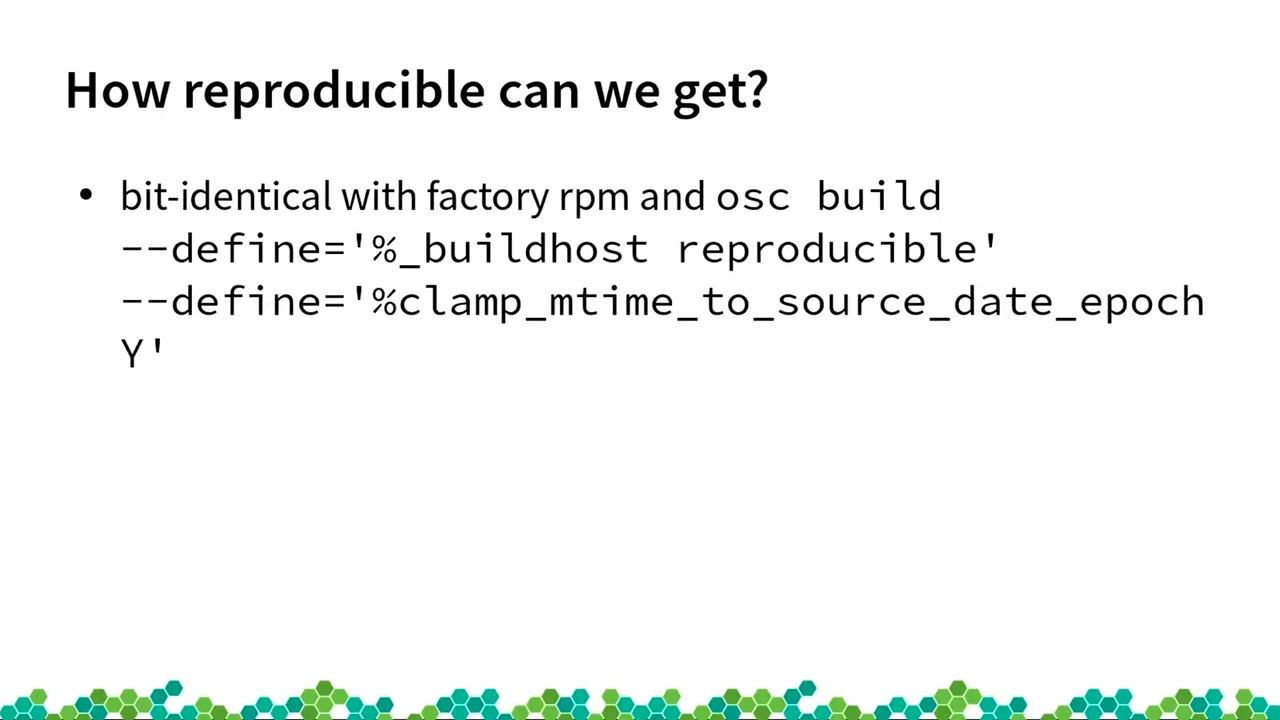 How reproducible can we get?
• bit-identical with factory rpm and osc build
--define='%_buildhost reproducible'
--define='%clamp_mtime_to_source_date_epoch
Y'